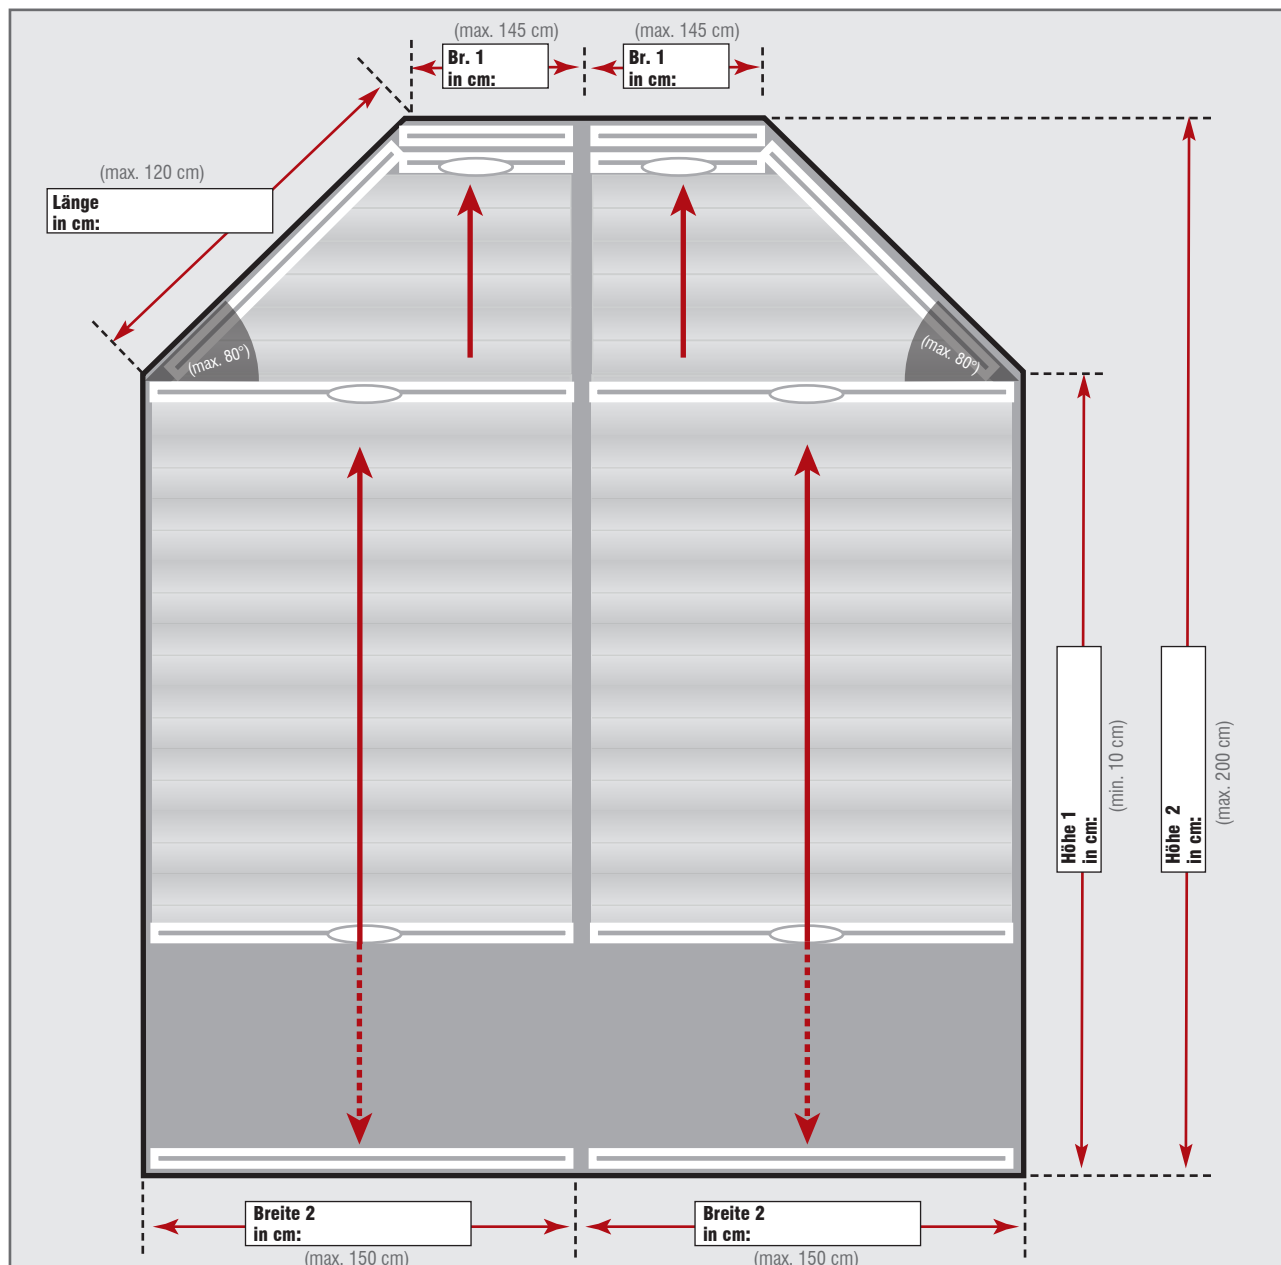 (max. 145 cm)
(max. 145 cm)
Br. 1
in cm:
Br. 1
in cm:
(max. 120 cm)
Länge
in cm:
(max. 80°)
(max. 80°)
Höhe 1
in cm:
(min. 10 cm)
Höhe 2
in cm:
(max. 200 cm)
Breite 2
in cm:
Breite 2
in cm:
(max. 150 cm)
(max. 150 cm)